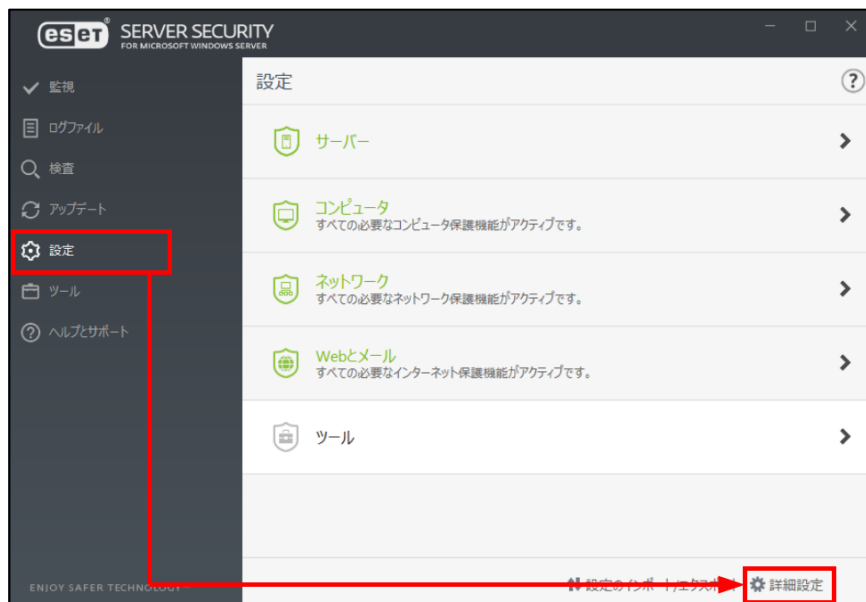 eset® SERVER SECURITY
FOR MICROSOFT WINDOWS SERVER
監視
ログファイル
検査
アップデート
設定
ツール
ヘルプとサポート
ENJOY SAFER TECHNOLOGY™
設定
?
サーバー
コンピュータ
すべての必要なコンピュータ保護機能がアクティブです。
ネットワーク
すべての必要なネットワーク保護機能がアクティブです。
Webとメール
すべての必要なインターネット保護機能がアクティブです。
ツール
設定のインポート/エクスポート
詳細設定